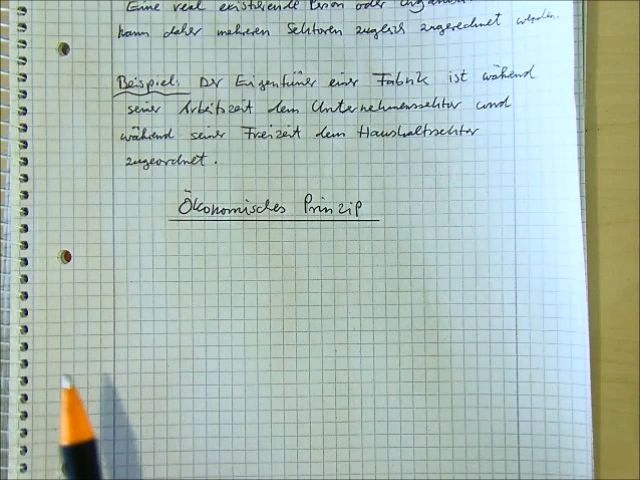 Eine real existierende Person oder
kann daher mehreren Sektoren zugleich zugerechnet werden.
Beispiel: Der Eigentümer einer Fabrik ist während
seiner Arbeitszeit dem Unternehmenssektor und
während seiner Freizeit dem Haushaltssektor
zugeordnet.
Ökonomisches Prinzip